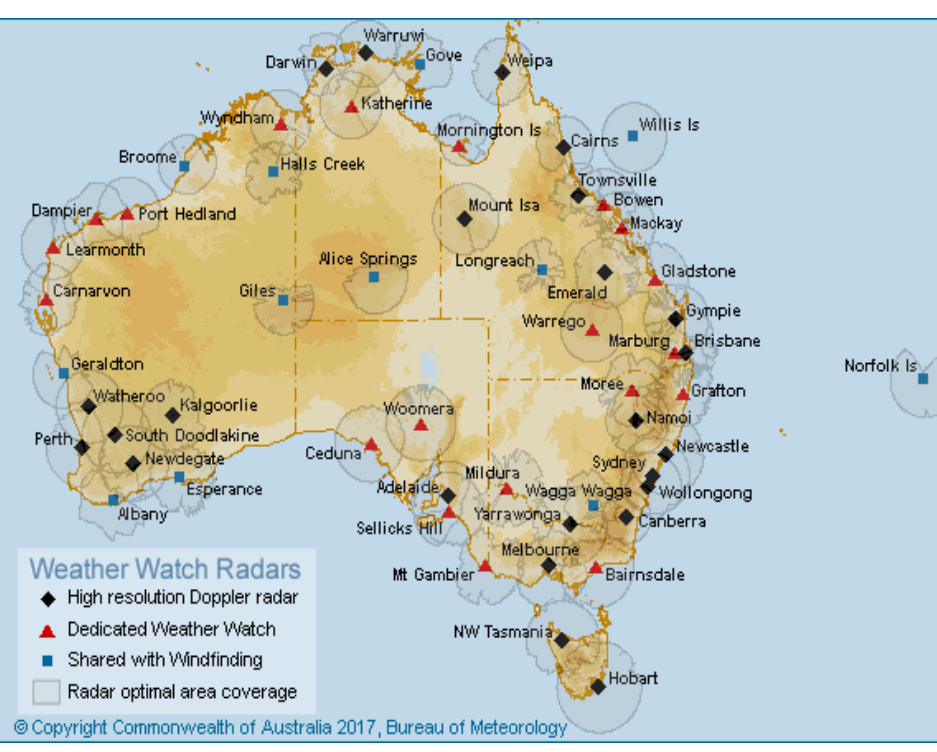 Warruwi
Darwin
Gove
Weipa
Katherine
Wyndham
Mornington Is
Willis Is
Cairns
Broome
Halls Creek
Townsville
Bowen
Dampier
Port Hedland
Mount Isa
Mackay
Learmonth
Alice Springs
Longreach
Gladstone
Carnarvon
Giles
Emerald
Gympie
Warrego
Marburg
Brisbane
Geraldton
Norfolk Is
Moree
Grafton
Watheroo
Kalgoorlie
Woomera
Namoi
Perth
South Doodlakine
Ceduna
Newcastle
Newdegate
Mildura
Sydney
Esperance
Adelaide
Wagga Wagga
Wollongong
Albany
Sellicks Hill
Yarrawonga
Canberra
Melbourne
Mt Gambier
Bairnsdale
Weather Watch Radars
High resolution Doppler radar
Dedicated Weather Watch
NW Tasmania
Shared with Windfinding
Hobart
Radar optimal area coverage
© Copyright Commonwealth of Australia 2017, Bureau of Meteorology